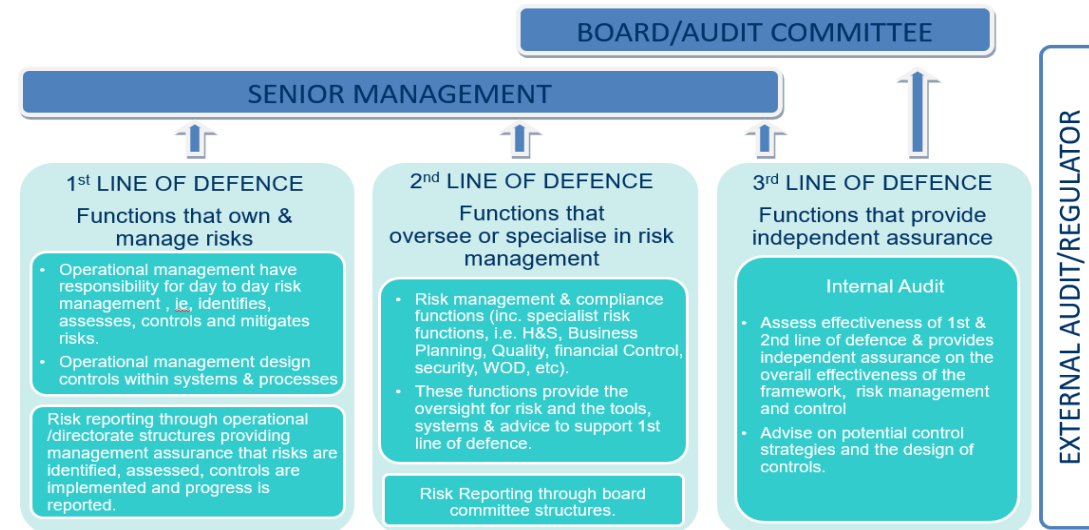 BOARD/AUDIT COMMITTEE
SENIOR MANAGEMENT
1st LINE OF DEFENCE
Functions that own &
manage risks
• Operational management have
responsibility for day to day risk
management , ie, identifies,
assesses, controls and mitigates
risks.
• Operational management design
controls within systems & processes
Risk reporting through operational
/directorate structures providing
management assurance that risks are
identified, assessed, controls are
implemented and progress is
reported.
2nd LINE OF DEFENCE
Functions that
oversee or specialise in risk
management
• Risk management & compliance
functions (inc. specialist risk
functions, i.e. H&S, Business
Planning, Quality, financial Control,
security, WOD, etc).
• These functions provide the
oversight for risk and the tools,
systems & advice to support 1st
line of defence.
Risk Reporting through board
committee structures.
3rd LINE OF DEFENCE
Functions that provide
independent assurance
Internal Audit
• Assess effectiveness of 1st &
2nd line of defence & provides
independent assurance on the
overall effectiveness of the
framework, risk management
and control
• Advise on potential control
strategies and the design of
controls.
EXTERNAL AUDIT/REGULATOR